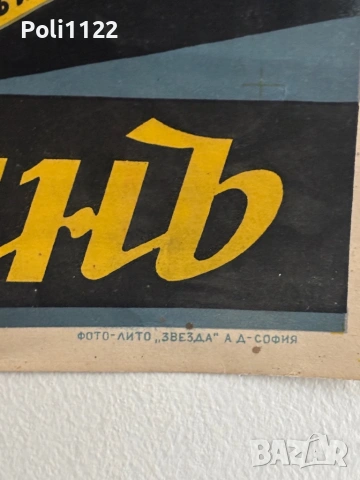 Poli1122
нъ
ФОТО-ЛИТО „ЗВЕЗДА" А Д-СОФИЯ
BAZAR